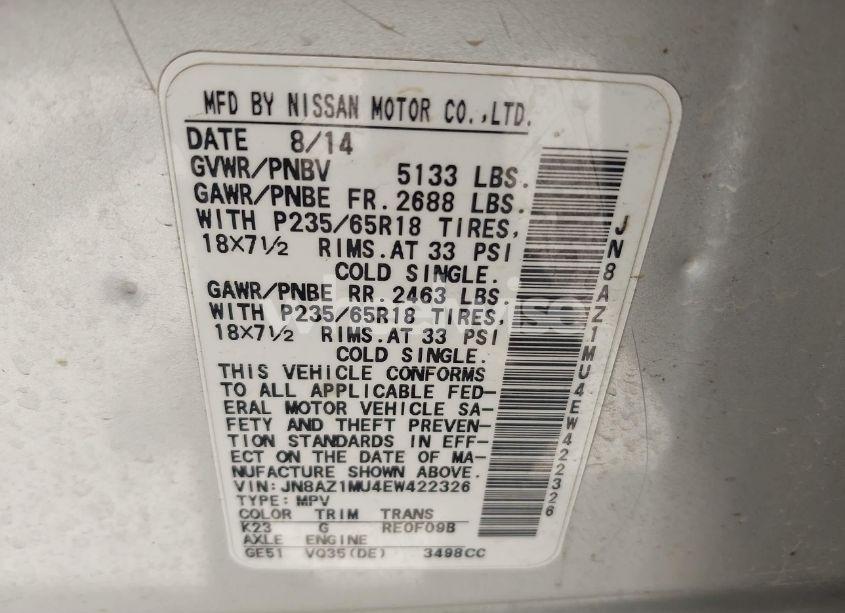 MFD BY NISSAN MOTOR CO.,LTD.
DATE 8/14
GVWR/PNBV 5133 LBS.
GAWR/PNBE FR. 2688 LBS.
WITH P235/65R18 TIRES,
18X7½ RIMS. AT 33 PSI
COLD SINGLE.
GAWR/PNBE RR. 2463 LBS.
WITH P235/65R18 TIRES,
18X7½ RIMS. AT 33 PSI
COLD SINGLE.
THIS VEHICLE CONFORMS
TO ALL APPLICABLE FED-
ERAL MOTOR VEHICLE SA-
FETY AND THEFT PREVEN-
TION STANDARDS IN EFF-
ECT ON THE DATE OF MA-
NUFACTURE SHOWN ABOVE.
VIN: JN8AZ1MU4EW422326
TYPE: MPV
COLOR TRIM TRANS
K23 G RE0F09B
AXLE ENGINE
GE51 VQ35(DE) 3498CC
JN8AZ1MU4EW422326